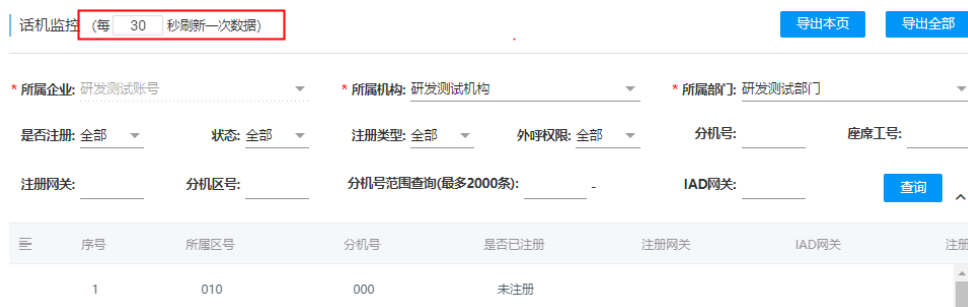 话机监控 (每 30 秒刷新一次数据) 导出本页 导出全部
* 所属企业: 研发测试账号 * 所属机构: 研发测试机构 * 所属部门: 研发测试部门
是否注册: 全部 状态: 全部 注册类型: 全部 外呼权限: 全部 分机号: 座席工号:
注册网关: 分机区号: 分机号范围查询(最多2000条): - IAD网关: 查询
序号 所属区号 分机号 是否已注册 注册网关 IAD网关 注册
1 010 000 未注册